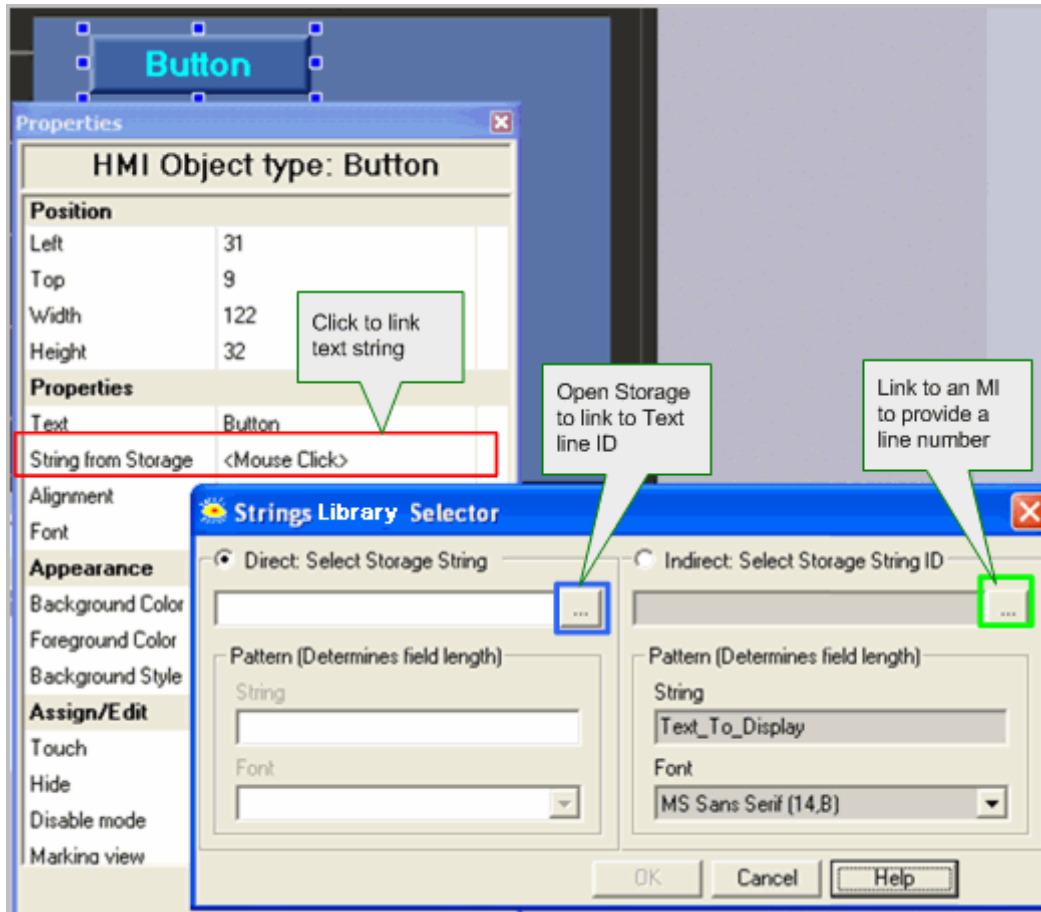 Button
Properties
HMI Object type: Button
Position
Left 31
Top 9
Width 122
Height 32
Click to link
text string
Properties
Text Button
String from Storage <Mouse Click>
Alignment
Font
Appearance
Background Color
Foreground Color
Background Style
Assign/Edit
Touch
Hide
Disable mode
Marking view
Open Storage
to link to Text
line ID
Link to an MI
to provide a
line number
Strings Library Selector
Direct: Select Storage String
...
Pattern (Determines field length)
String
Font
Indirect: Select Storage String ID
...
Pattern (Determines field length)
String
Text_To_Display
Font
MS Sans Serif (14,B)
OK Cancel Help